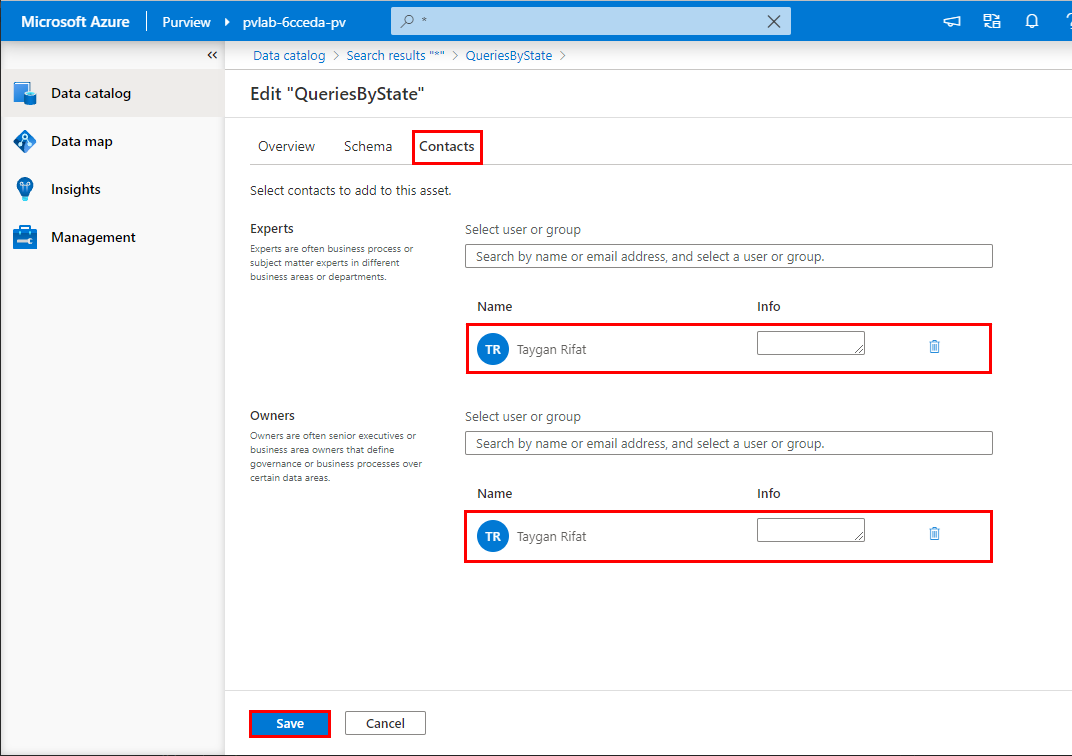 Microsoft Azure Purview pvlab-6cceda-pv *
Data catalog Search results "*" QueriesByState
Data catalog
Data map
Insights
Management
Edit "QueriesByState"
Overview Schema Contacts
Select contacts to add to this asset.
Experts
Experts are often business process or
subject matter experts in different
business areas or departments.
Select user or group
Search by name or email address, and select a user or group.
Name Info
TR Taygan Rifat
Owners
Owners are often senior executives or
business area owners that define
governance or business processes over
certain data areas.
Select user or group
Search by name or email address, and select a user or group.
Name Info
TR Taygan Rifat
Save Cancel